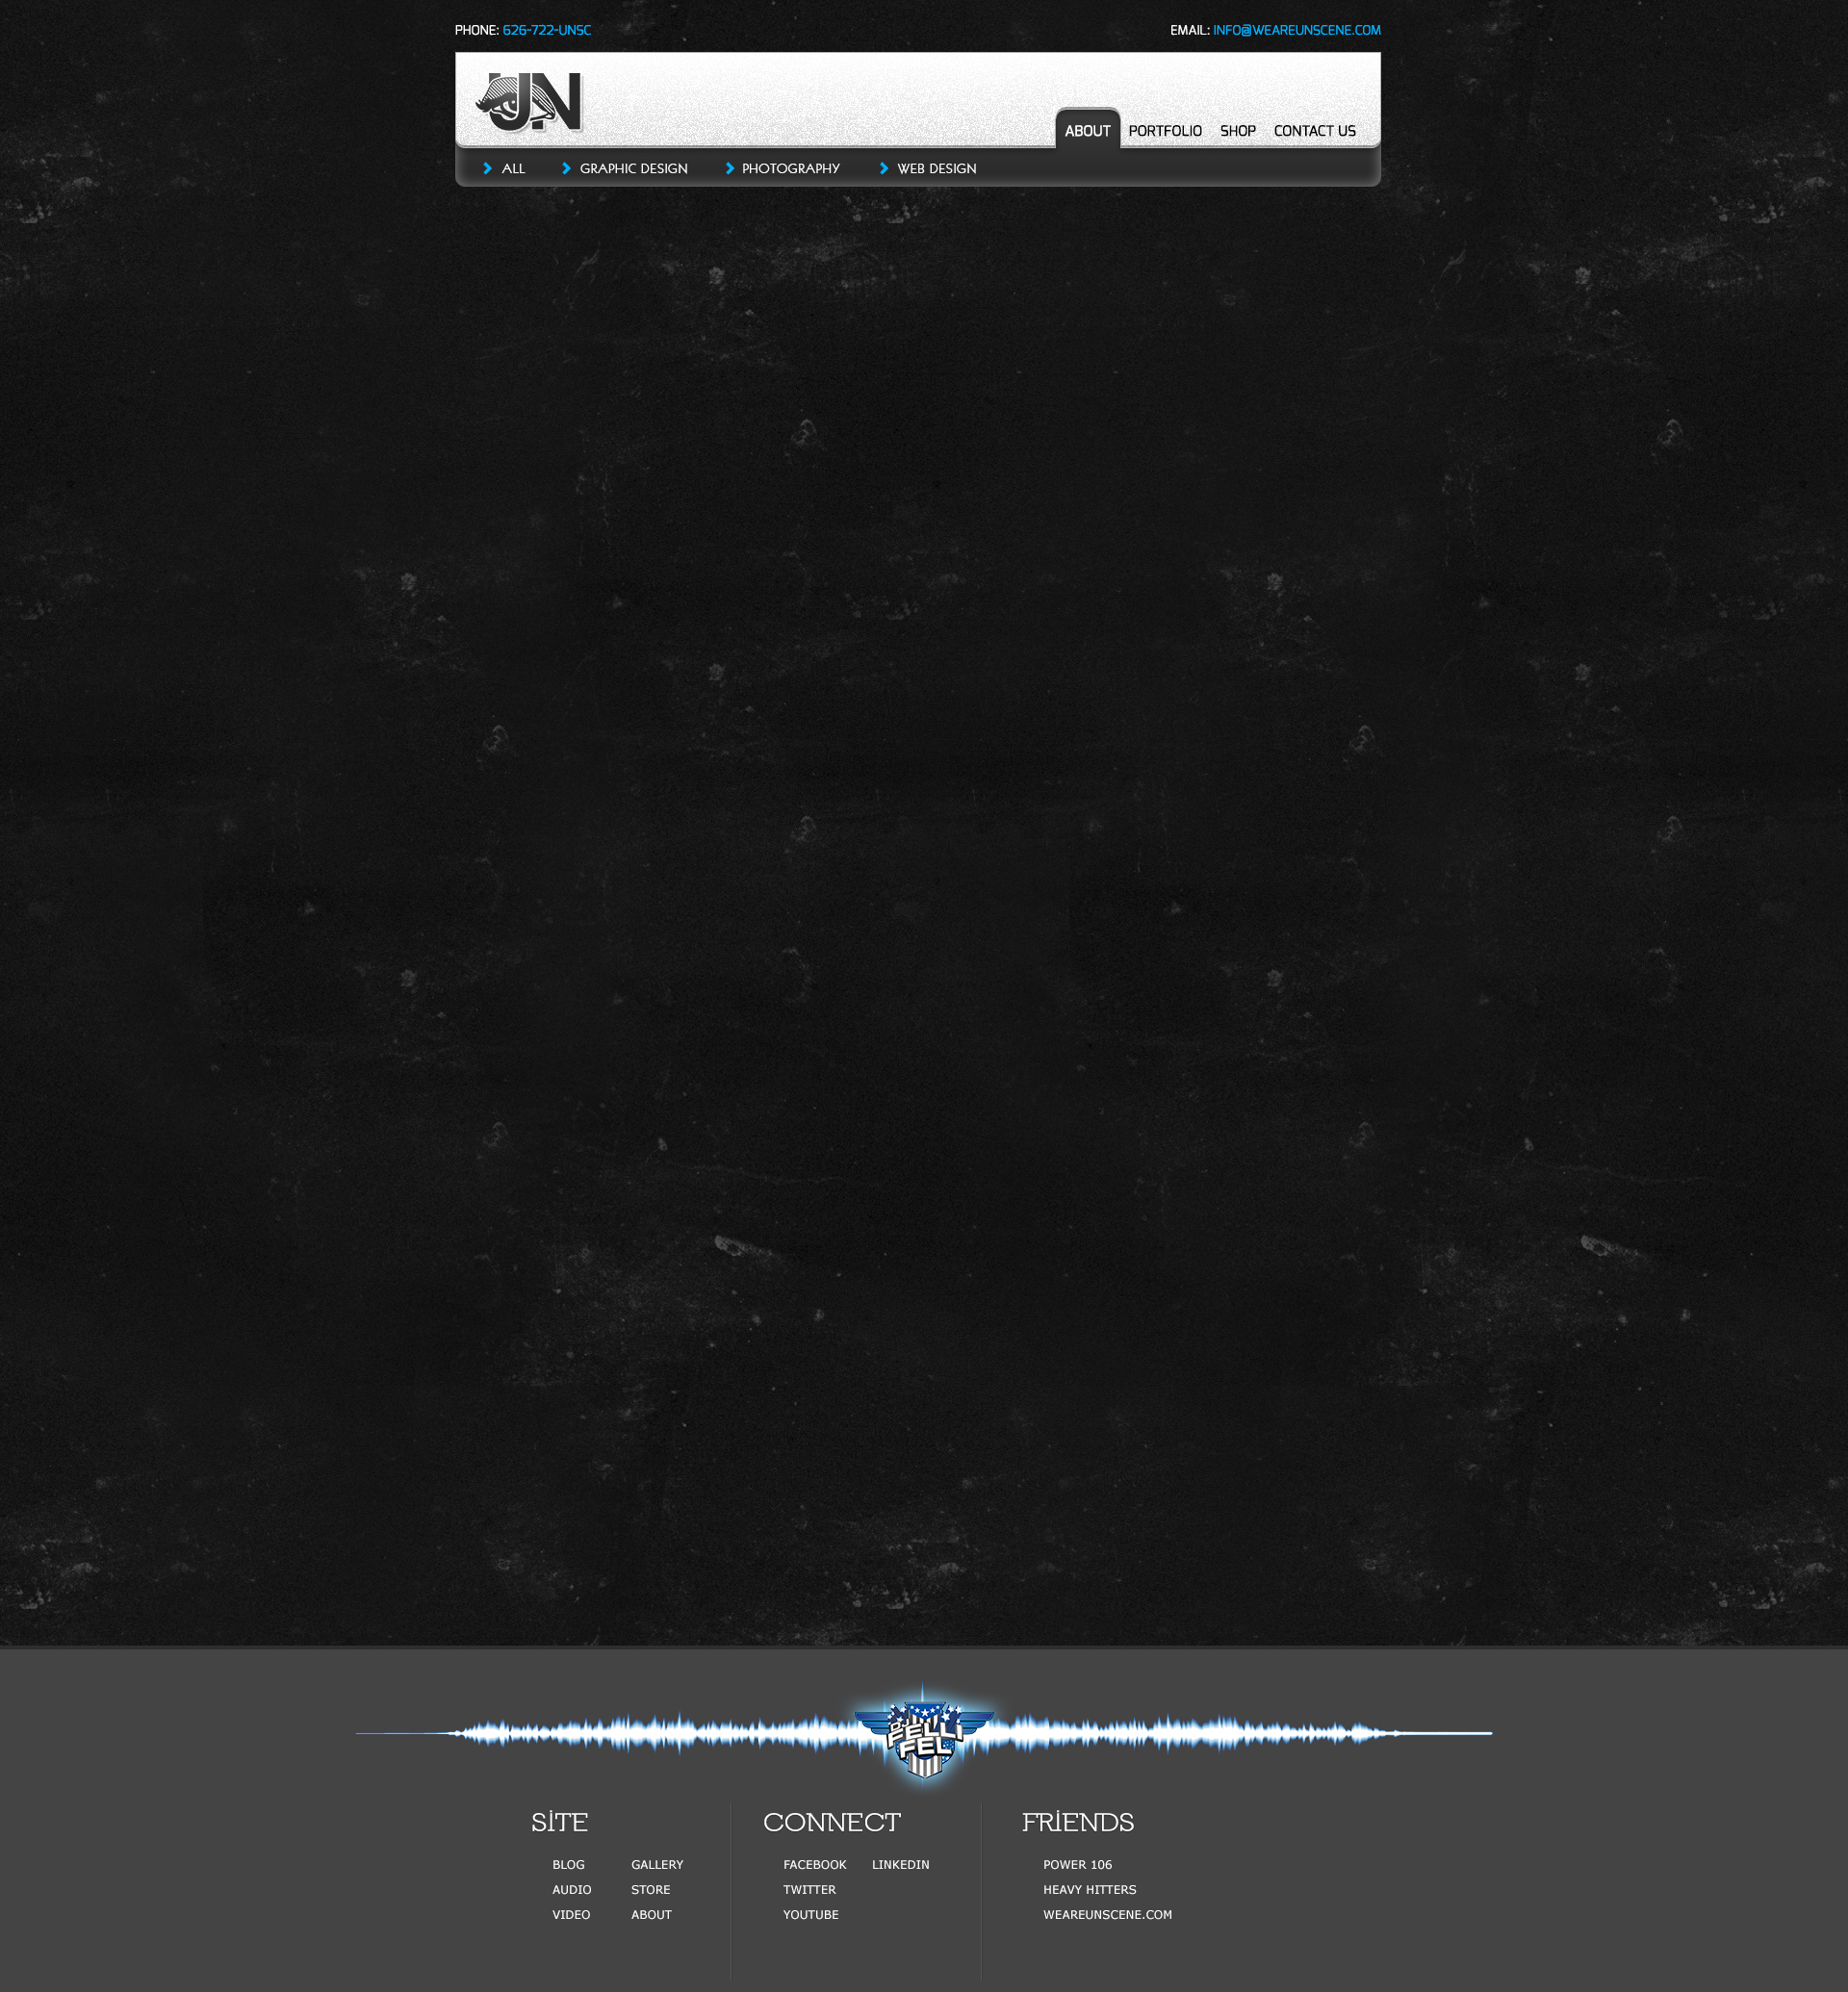 PHONE: 626-722-UNSC
EMAIL: INFO@WEAREUNSCENE.COM
UN
ABOUT PORTFOLIO SHOP CONTACT US
ALL GRAPHIC DESIGN PHOTOGRAPHY WEB DESIGN
DJ
FELLI
FEL
SITE CONNECT FRIENDS
BLOG GALLERY FACEBOOK LINKEDIN POWER 106
AUDIO STORE TWITTER HEAVY HITTERS
VIDEO ABOUT YOUTUBE WEAREUNSCENE.COM